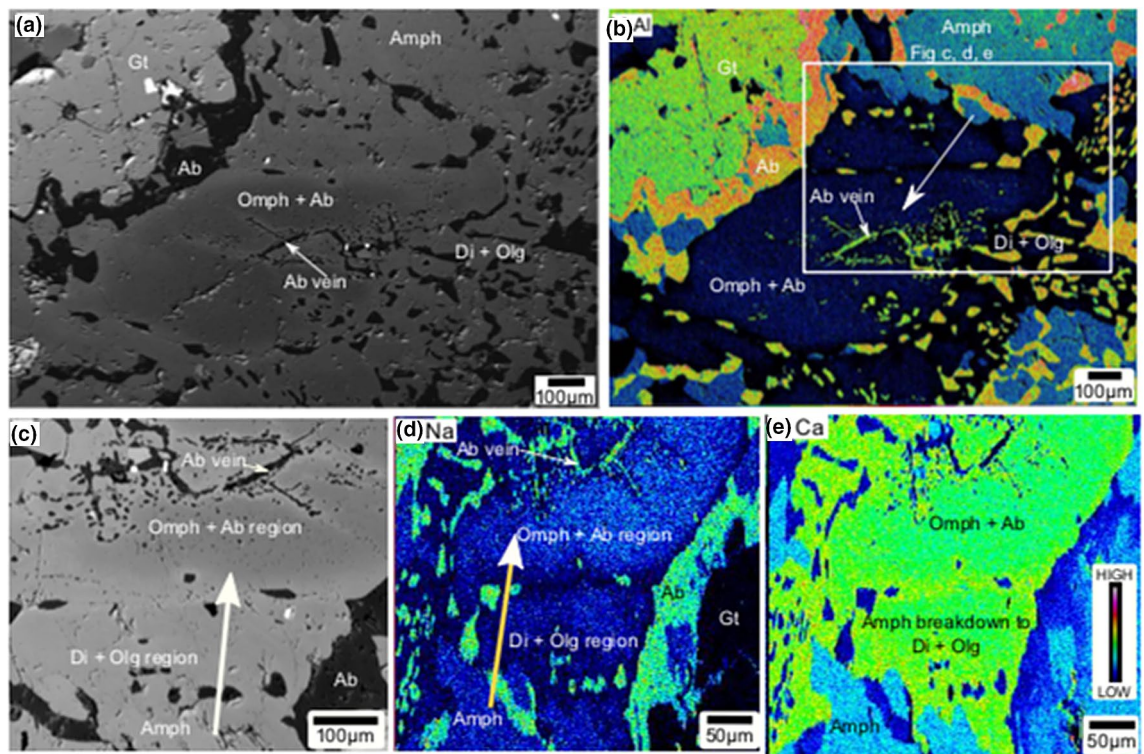 (a)
Gt
Amph
Ab
Omph + Ab
Di + Olg
Ab vein
100µm
(b) Al
Amph
Fig c, d, e
Gt
Ab
Ab vein
Di + Olg
Omph + Ab
100µm
(c)
Ab vein
Omph + Ab region
Di + Olg region
Ab
Amph
100µm
(d) Na
Ab vein
Omph + Ab region
Ab
Gt
Di + Olg region
Amph
50µm
(e) Ca
Omph + Ab
HIGH
Amph breakdown to
Di + Olg
LOW
Amph
50µm